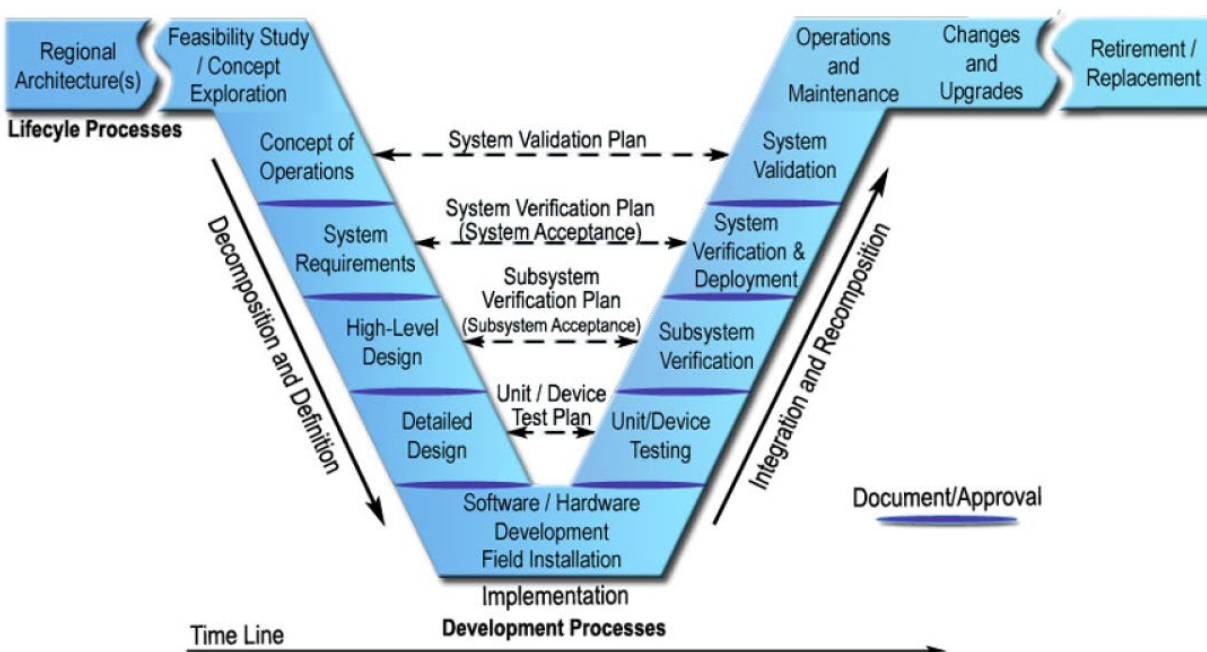 Regional
Architecture(s)
Feasibility Study
/ Concept
Exploration
Operations
and
Maintenance
Changes
and
Upgrades
Retirement /
Replacement
Lifecyle Processes
Concept of
Operations
System Validation Plan
System
Validation
Decomposition and Definition
System
Requirements
System Verification Plan
(System Acceptance)
System
Verification &
Deployment
Integration and Recomposition
High-Level
Design
Subsystem
Verification Plan
(Subsystem Acceptance)
Subsystem
Verification
Detailed
Design
Unit / Device
Test Plan
Unit/Device
Testing
Document/Approval
Software / Hardware
Development
Field Installation
Implementation
Development Processes
Time Line